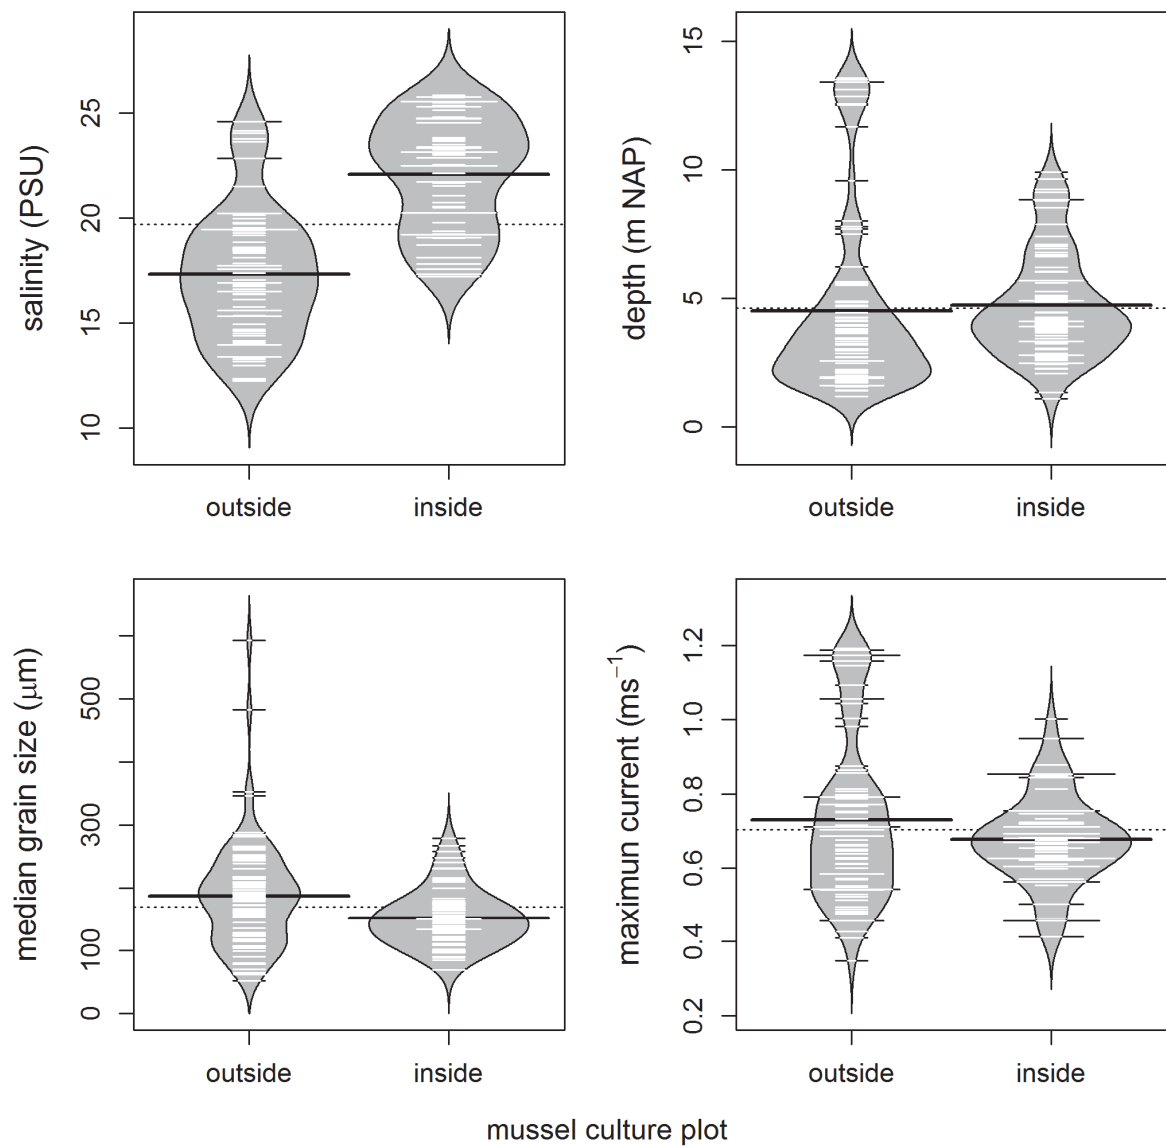 salinity (PSU)
25
20
15
10
outside inside
depth (m NAP)
15
10
5
0
outside inside
median grain size (μm)
500
300
100
0
outside inside
maximun current (ms⁻¹)
1.2
1.0
0.8
0.6
0.4
0.2
outside inside
mussel culture plot